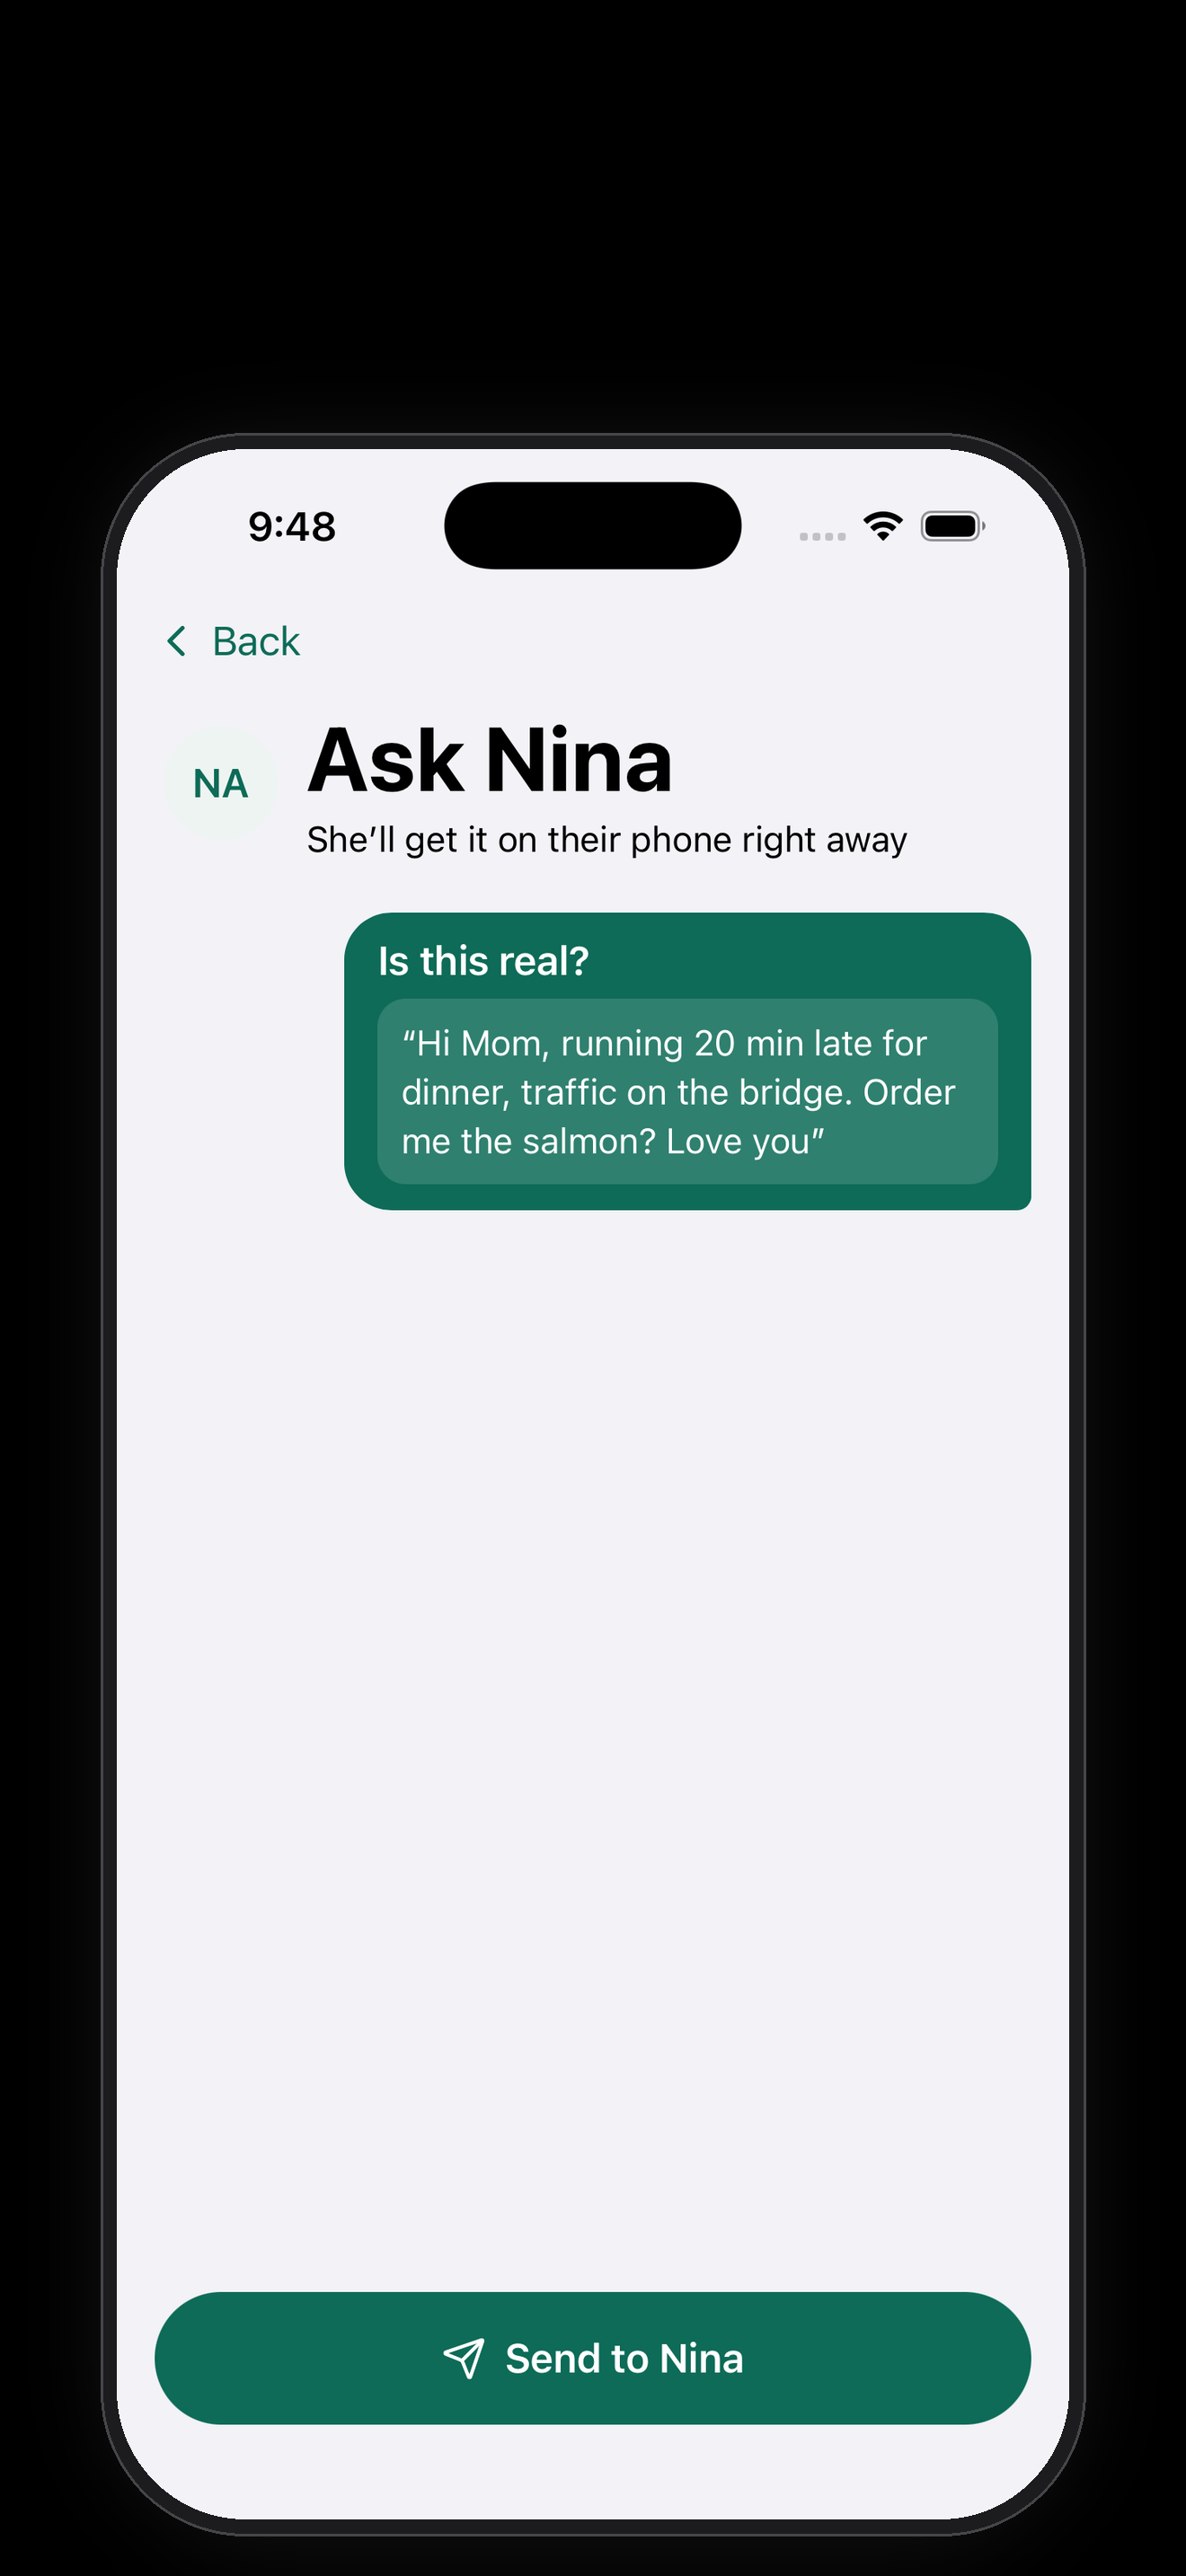 9:48
Back
NA
Ask Nina
She’ll get it on their phone right away
Is this real?
“Hi Mom, running 20 min late for
dinner, traffic on the bridge. Order
me the salmon? Love you”
Send to Nina